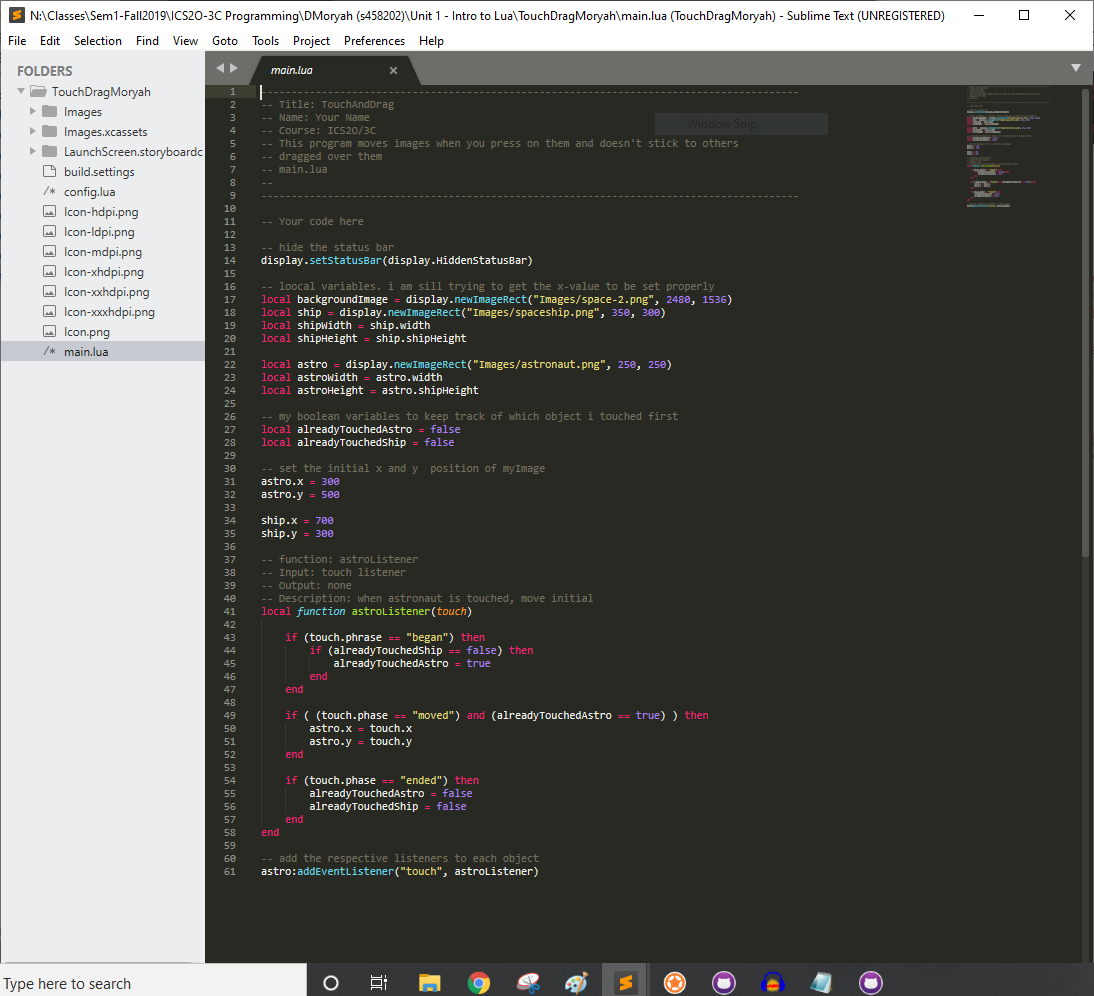 N:\Classes\Sem1-Fall2019\ICS2O-3C Programming\DMoryah (s458202)\Unit 1 - Intro to Lua\TouchDragMoryah\main.lua (TouchDragMoryah) - Sublime Text (UNREGISTERED)
File Edit Selection Find View Goto Tools Project Preferences Help
FOLDERS
TouchDragMoryah
Images
Images.xcassets
LaunchScreen.storyboardc
build.settings
/* config.lua
Icon-hdpi.png
Icon-ldpi.png
Icon-mdpi.png
Icon-xhdpi.png
Icon-xxhdpi.png
Icon-xxxhdpi.png
Icon.png
/* main.lua
main.lua ×
Window Snip
1 -----------------------------------------------------------------------------------------
2 -- Title: TouchAndDrag
3 -- Name: Your Name
4 -- Course: ICS2O/3C
5 -- This program moves images when you press on them and doesn't stick to others
6 -- dragged over them
7 -- main.lua
8 --
9 -----------------------------------------------------------------------------------------
10
11 -- Your code here
12
13 -- hide the status bar
14 display.setStatusBar(display.HiddenStatusBar)
15
16 -- loocal variables. i am sill trying to get the x-value to be set properly
17 local backgroundImage = display.newImageRect("Images/space-2.png", 2480, 1536)
18 local ship = display.newImageRect("Images/spaceship.png", 350, 300)
19 local shipWidth = ship.width
20 local shipHeight = ship.shipHeight
21
22 local astro = display.newImageRect("Images/astronaut.png", 250, 250)
23 local astroWidth = astro.width
24 local astroHeight = astro.shipHeight
25
26 -- my boolean variables to keep track of which object i touched first
27 local alreadyTouchedAstro = false
28 local alreadyTouchedShip = false
29
30 -- set the initial x and y  position of myImage
31 astro.x = 300
32 astro.y = 500
33
34 ship.x = 700
35 ship.y = 300
36
37 -- function: astroListener
38 -- Input: touch listener
39 -- Output: none
40 -- Description: when astronaut is touched, move initial
41 local function astroListener(touch)
42
43     if (touch.phrase == "began") then
44         if (alreadyTouchedShip == false) then
45             alreadyTouchedAstro = true
46         end
47     end
48
49     if ( (touch.phase == "moved") and (alreadyTouchedAstro == true) ) then
50         astro.x = touch.x
51         astro.y = touch.y
52     end
53
54     if (touch.phase == "ended") then
55         alreadyTouchedAstro = false
56         alreadyTouchedShip = false
57     end
58 end
59
60 -- add the respective listeners to each object
61 astro:addEventListener("touch", astroListener)
Type here to search